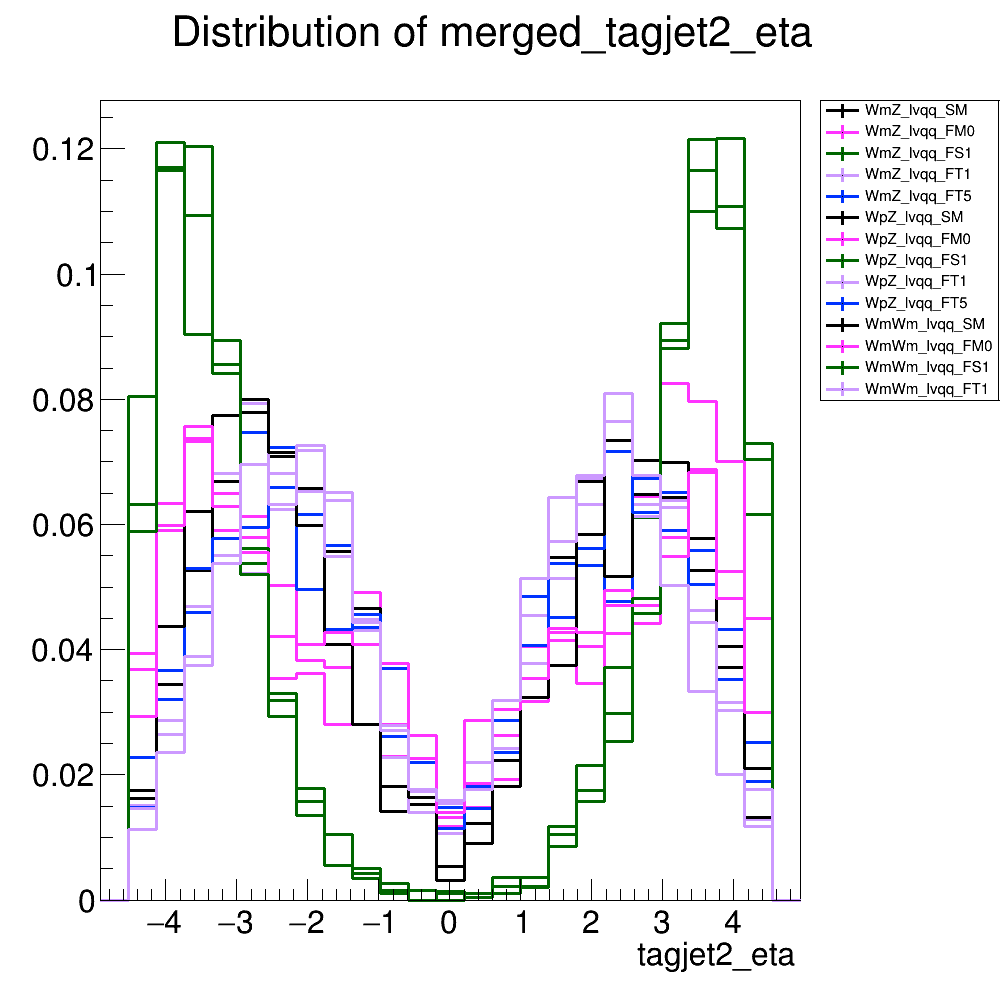 Distribution of merged_tagjet2_eta
WmZ_lvqq_SM
WmZ_lvqq_FM0
WmZ_lvqq_FS1
WmZ_lvqq_FT1
WmZ_lvqq_FT5
WpZ_lvqq_SM
WpZ_lvqq_FM0
WpZ_lvqq_FS1
WpZ_lvqq_FT1
WpZ_lvqq_FT5
WmWm_lvqq_SM
WmWm_lvqq_FM0
WmWm_lvqq_FS1
WmWm_lvqq_FT1
0.12
0.1
0.08
0.06
0.04
0.02
0
−4 −3 −2 −1 0 1 2 3 4
tagjet2_eta